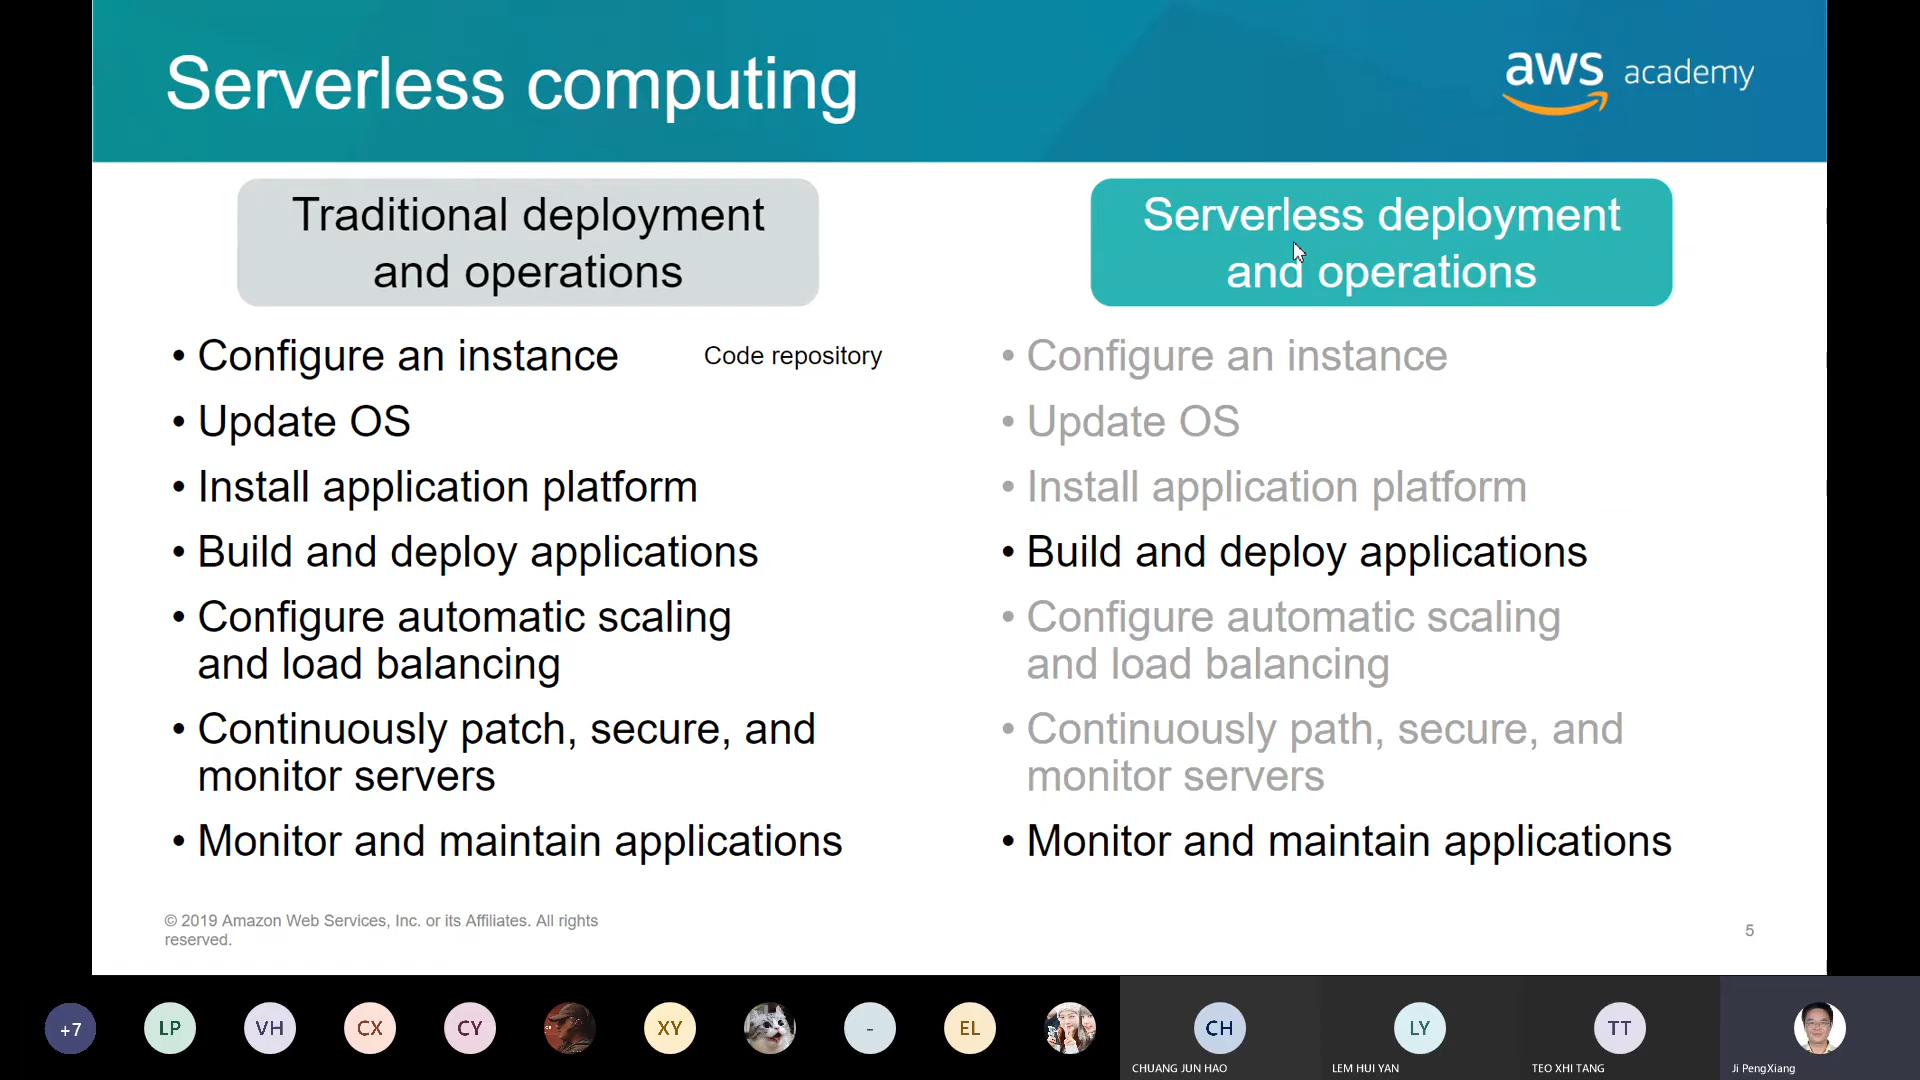 Serverless computing
aws academy
Traditional deployment
and operations
• Configure an instance
• Update OS
• Install application platform
• Build and deploy applications
• Configure automatic scaling
and load balancing
• Continuously patch, secure, and
monitor servers
• Monitor and maintain applications
Code repository
Serverless deployment
and operations
• Configure an instance
• Update OS
• Install application platform
• Build and deploy applications
• Configure automatic scaling
and load balancing
• Continuously path, secure, and
monitor servers
• Monitor and maintain applications
© 2019 Amazon Web Services, Inc. or its Affiliates. All rights
reserved.
5
+7
LP
VH
CX
CY
XY
-
EL
CH
CHUANG JUN HAO
LY
LEM HUI YAN
TT
TEO XHI TANG
Ji PengXiang